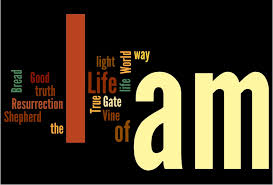 I am
light
World
way
Bread
Good
truth
Life
life
Resurrection
True
Gate
Shepherd
Vine
the
of